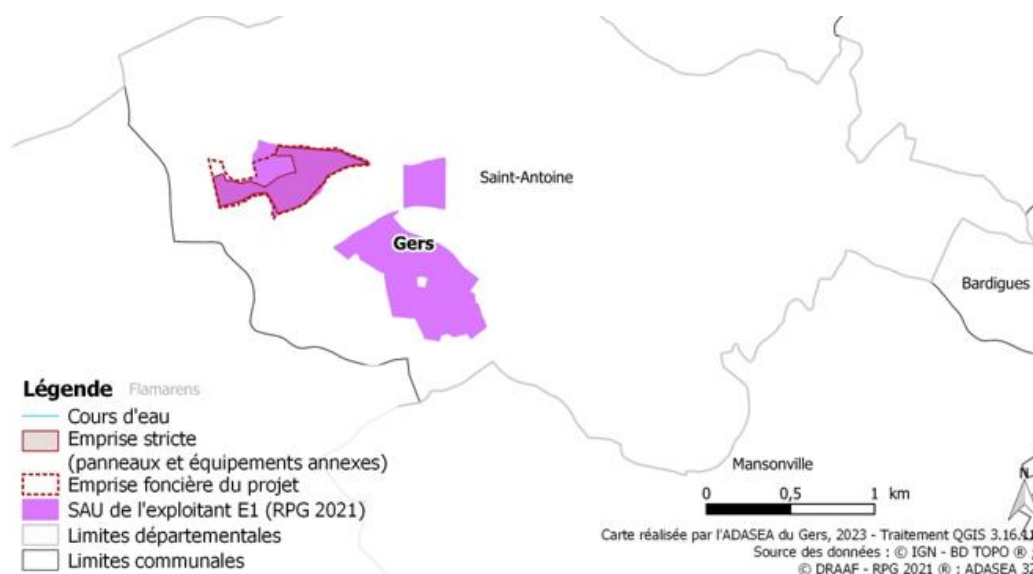 Saint-Antoine
Gers
Bardigues
Légende
Flamarens
Cours d'eau
Emprise stricte
(panneaux et équipements annexes)
Emprise foncière du projet
SAU de l'exploitant E1 (RPG 2021)
Limites départementales
Limites communales
Mansonville
0 0,5 1 km
N
Carte réalisée par l'ADASEA du Gers, 2023 - Traitement QGIS 3.16.11
Source des données : © IGN - BD TOPO ® ;
© DRAAF - RPG 2021 ® ; ADASEA 32